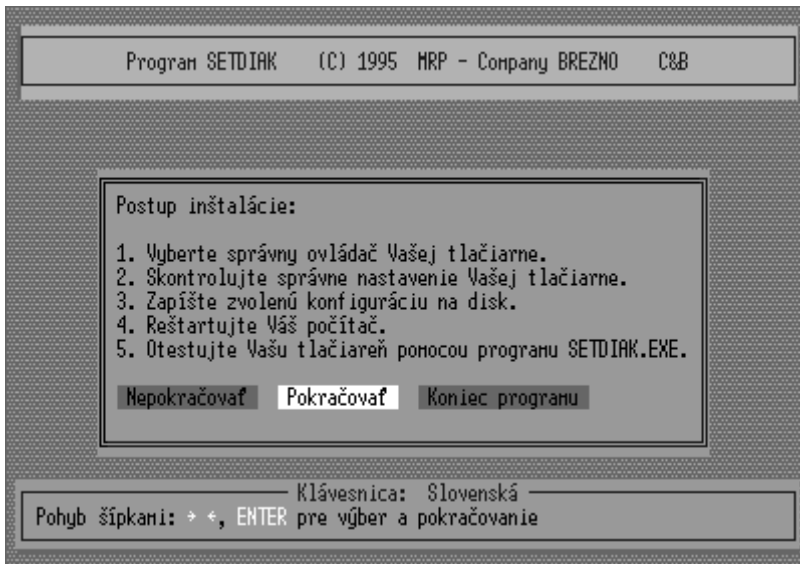 Program SETDIAK (C) 1995 MRP - Company BREZNO C&B
Postup inštalácie:
1. Vyberte správny ovládač Vašej tlačiarne.
2. Skontrolujte správne nastavenie Vašej tlačiarne.
3. Zapíšte zvolenú konfiguráciu na disk.
4. Reštartujte Váš počítač.
5. Otestujte Vašu tlačiareň pomocou programu SETDIAK.EXE.
Nepokračovať Pokračovať Koniec programu
Klávesnica: Slovenská
Pohyb šípkami: → ←, ENTER pre výber a pokračovanie